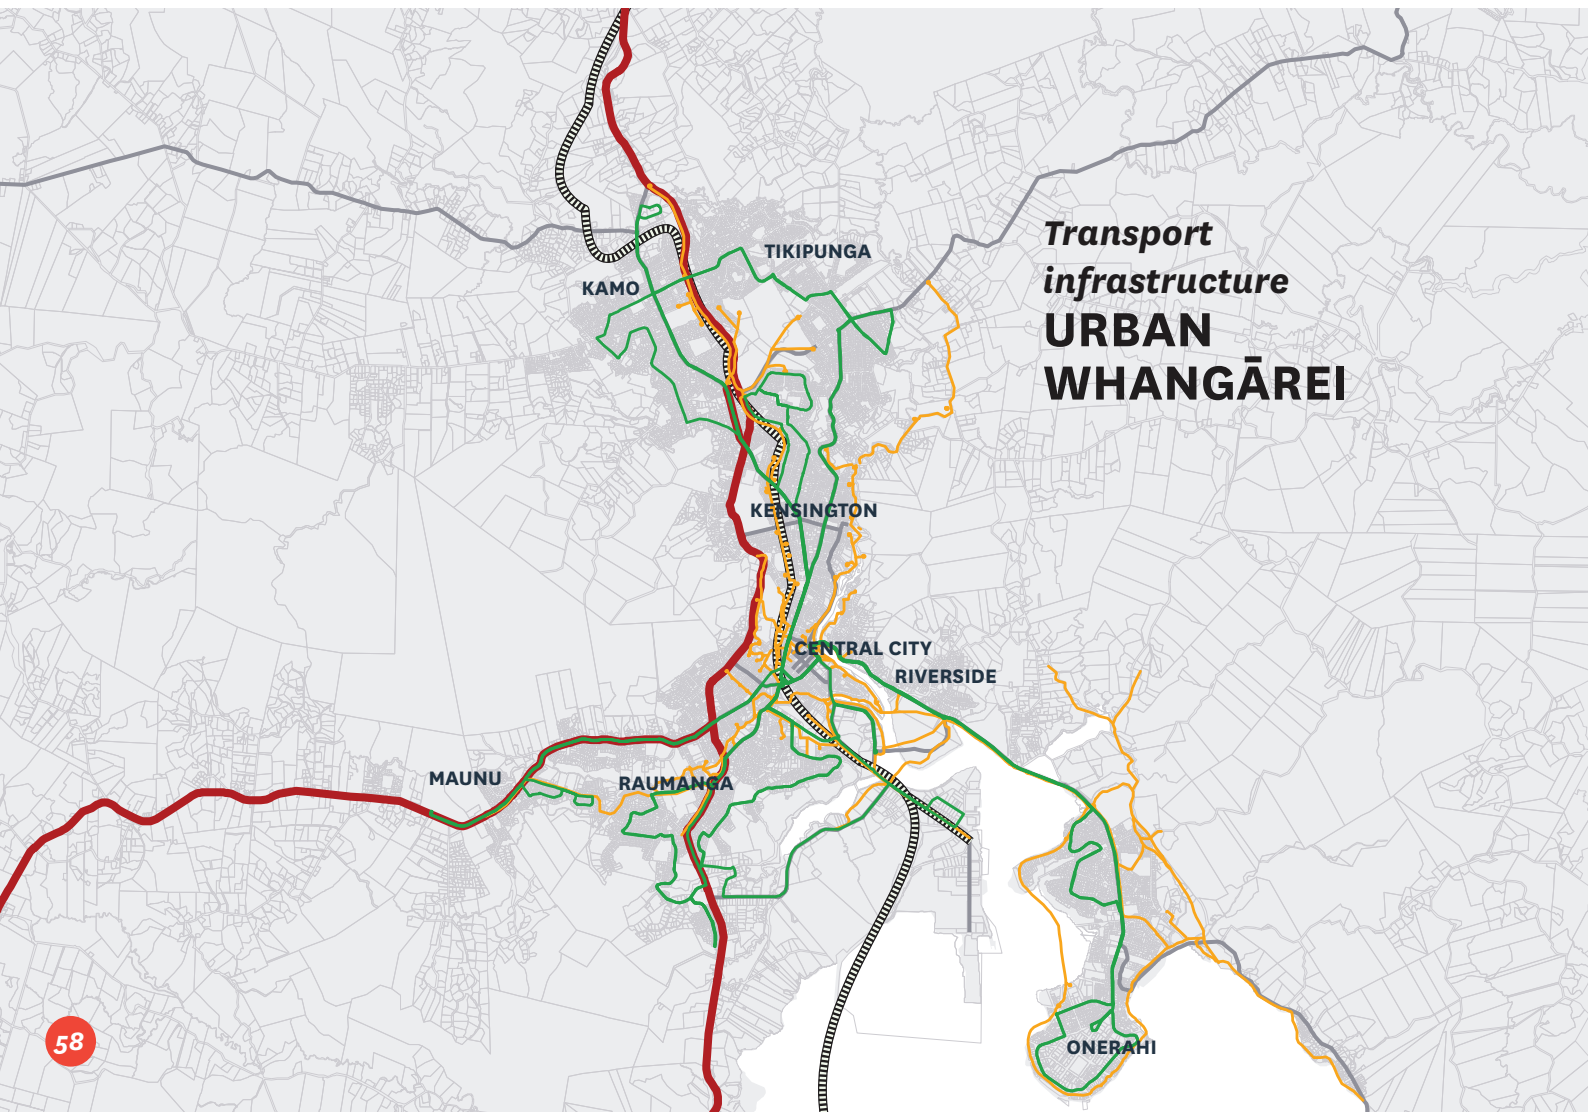 Transport
infrastructure
URBAN
WHANGĀREI
TIKIPUNGA
KAMO
KENSINGTON
CENTRAL CITY
RIVERSIDE
MAUNU
RAUMANGA
ONERAHI
58